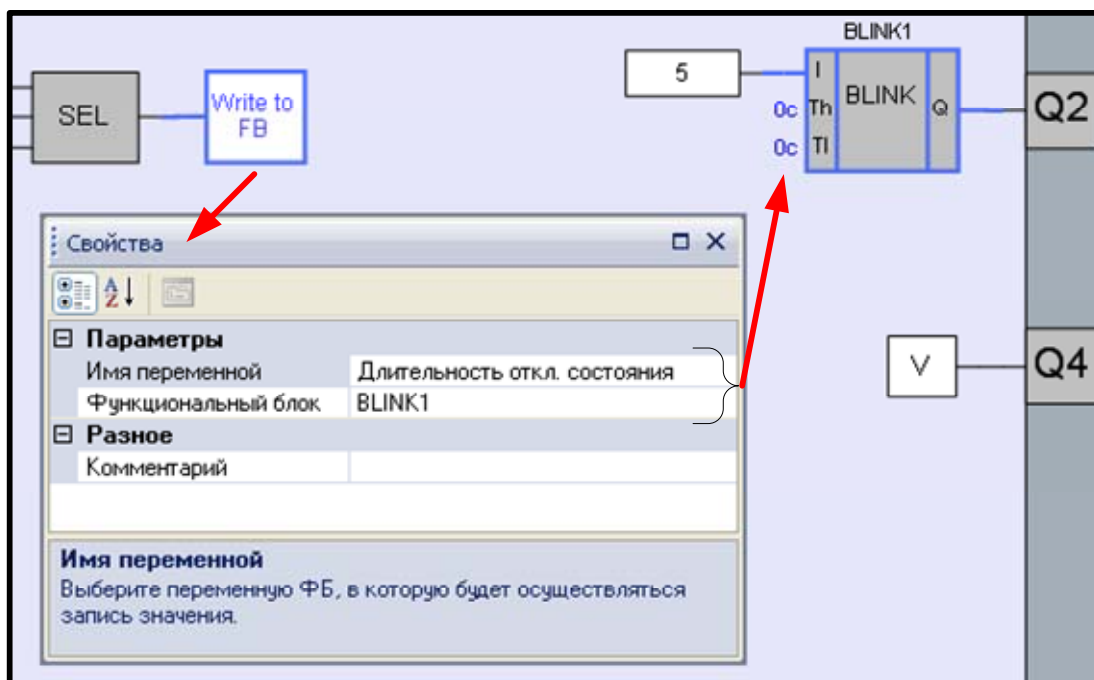 BLINK1
5
I
SEL
Write to
FB
0c
Th
BLINK
Q
Q2
0c
Tl
Свойства
Параметры
Имя переменной
Длительность откл. состояния
Функциональный блок
BLINK1
V
Q4
Разное
Комментарий
Имя переменной
Выберите переменную ФБ, в которую будет осуществляться
запись значения.